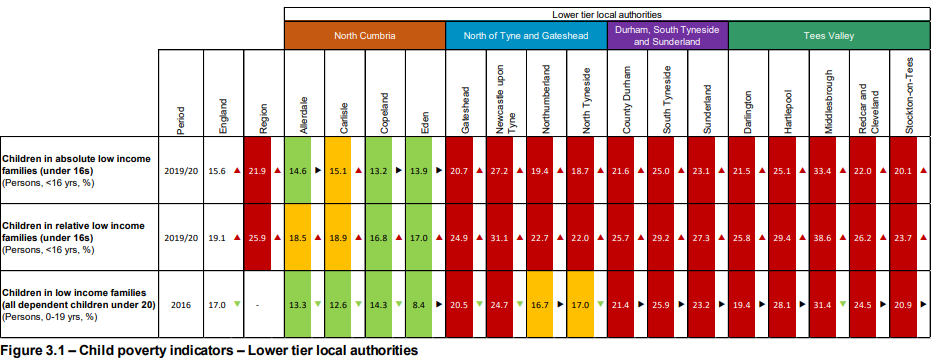 Lower tier local authorities
North Cumbria
North of Tyne and Gateshead
Durham, South Tyneside
and Sunderland
Tees Valley
Period
England
Region
Allerdale
Carlisle
Copeland
Eden
Gateshead
Newcastle upon
Tyne
Northumberland
North Tyneside
County Durham
South Tyneside
Sunderland
Darlington
Hartlepool
Middlesbrough
Redcar and
Cleveland
Stockton-on-Tees
Children in absolute low income
families (under 16s)
(Persons, <16 yrs, %)
2019/20 15.6 ▲ 21.9 ▲ 14.6 ► 15.1 ▲ 13.2 ► 13.9 ► 20.7 ▲ 27.2 ▲ 19.4 ▲ 18.7 ▲ 21.6 ▲ 25.0 ▲ 23.1 ▲ 21.5 ▲ 25.1 ▲ 33.4 ▲ 22.0 ▲ 20.1 ▲
Children in relative low income
families (under 16s)
(Persons, <16 yrs, %)
2019/20 19.1 ▲ 25.9 ▲ 18.5 ▲ 18.9 ▲ 16.8 ▲ 17.0 ▲ 24.9 ▲ 31.1 ▲ 22.7 ▲ 22.0 ▲ 25.7 ▲ 29.2 ▲ 27.3 ▲ 25.8 ▲ 29.4 ▲ 38.6 ▲ 26.2 ▲ 23.7 ▲
Children in low income families
(all dependent children under 20)
(Persons, 0-19 yrs, %)
2016 17.0 ▼ - 13.3 ▼ 12.6 ▼ 14.3 ▼ 8.4 ► 20.5 ▼ 24.7 ▼ 16.7 ► 17.0 ▼ 21.4 ► 25.9 ► 23.2 ► 19.4 ► 28.1 ► 31.4 ▼ 24.5 ► 20.9 ►
Figure 3.1 – Child poverty indicators – Lower tier local authorities